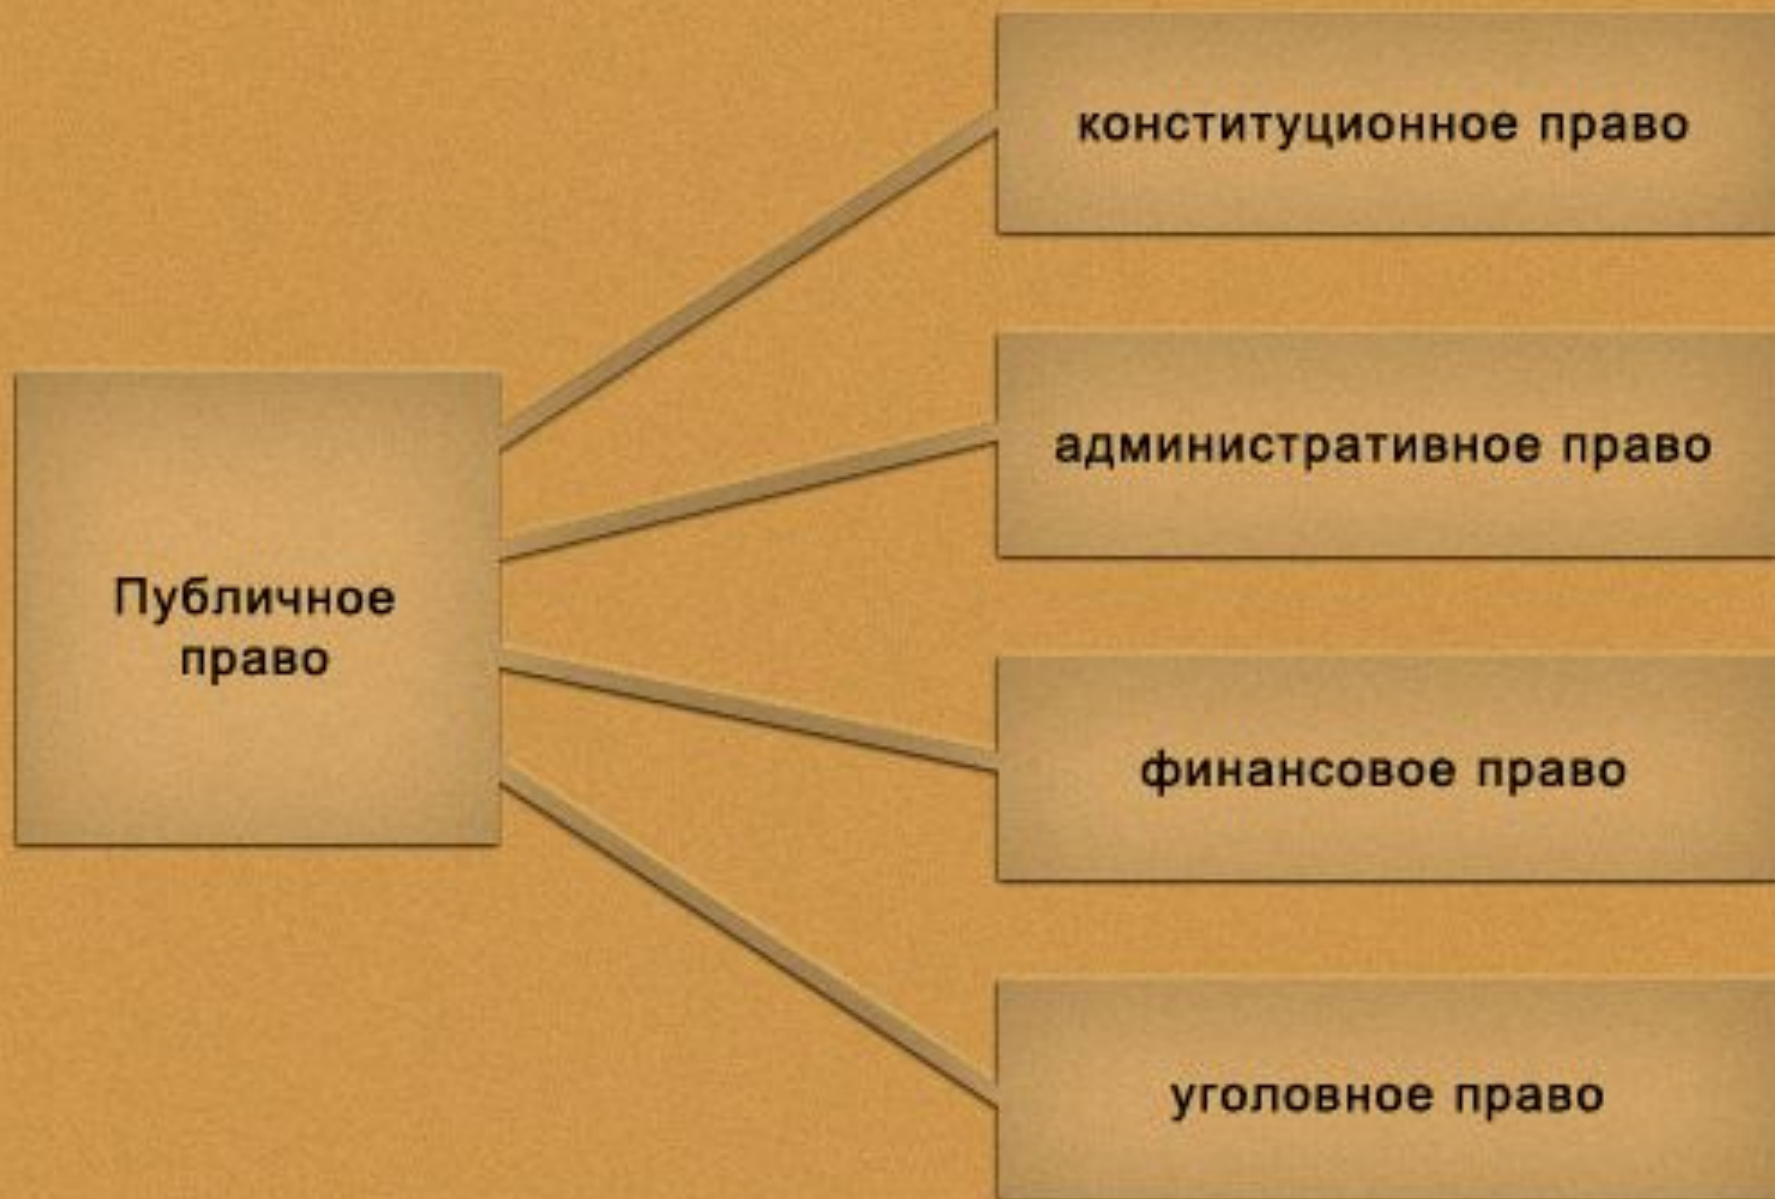 Публичное
право
конституционное право
административное право
финансовое право
уголовное право